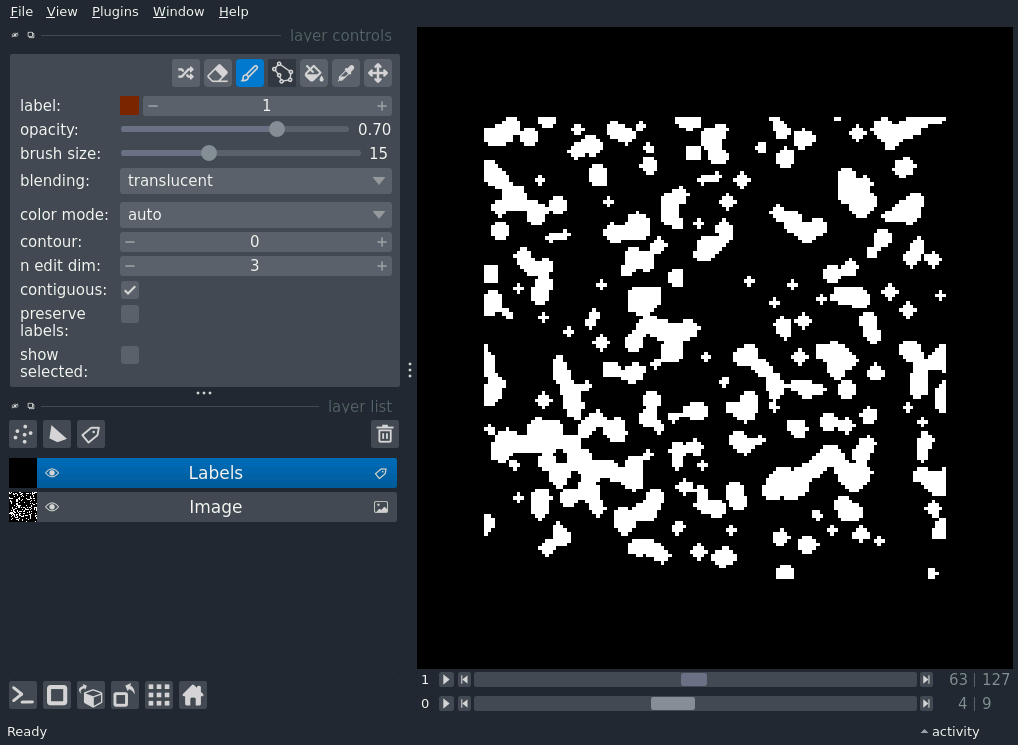 File View Plugins Window Help
layer controls
label: 1
opacity: 0.70
brush size: 15
blending: translucent
color mode: auto
contour: 0
n edit dim: 3
contiguous:
preserve
labels:
show
selected:
layer list
Labels
Image
1 63 | 127
0 4 | 9
Ready activity